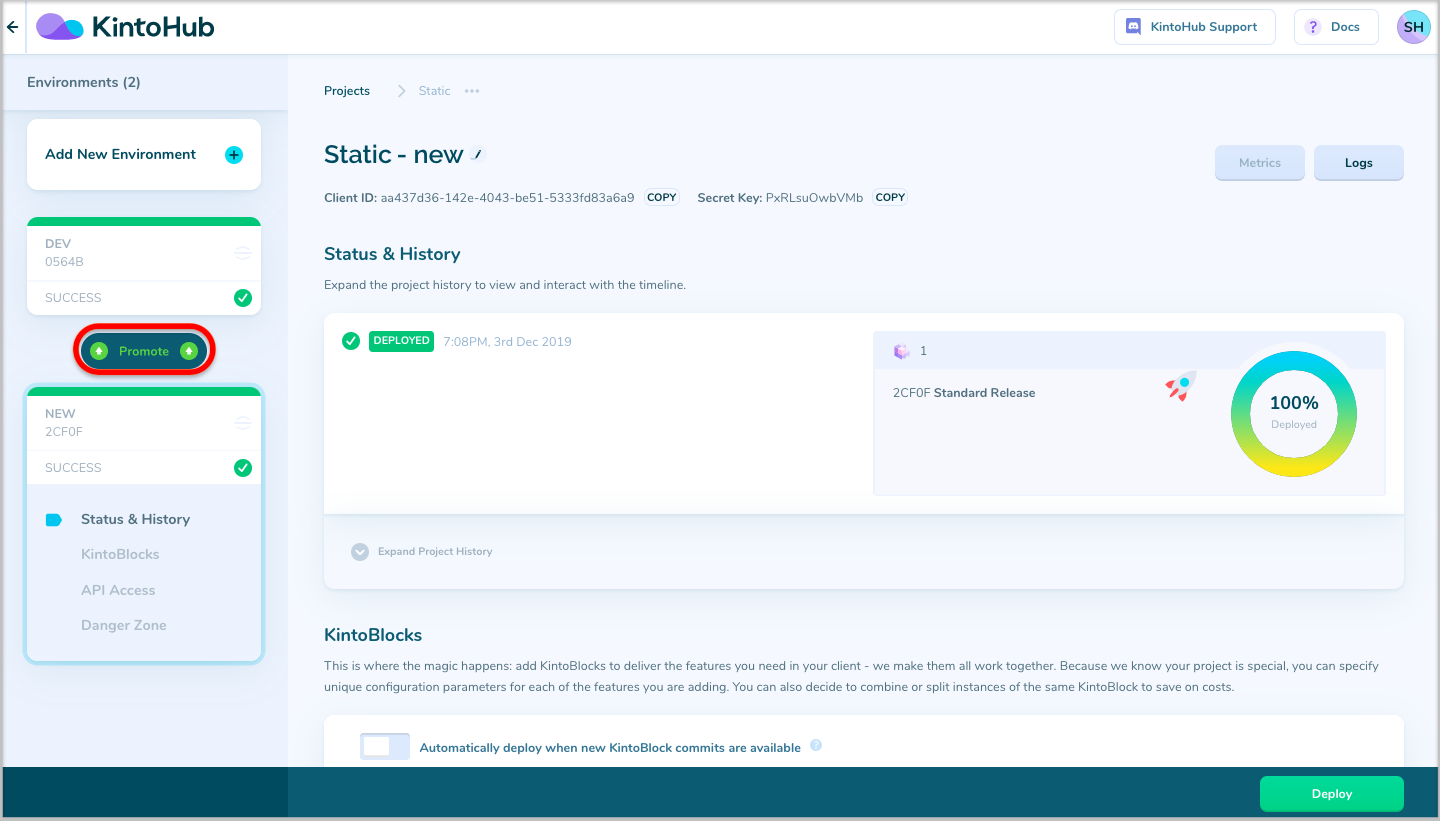 KintoHub
KintoHub Support
? Docs
SH
Environments (2)
Add New Environment
DEV
0564B
SUCCESS
Promote
NEW
2CF0F
SUCCESS
Status & History
KintoBlocks
API Access
Danger Zone
Projects Static
Static - new
Metrics
Logs
Client ID: aa437d36-142e-4043-be51-5333fd83a6a9 COPY Secret Key: PxRLsuOwbVMb COPY
Status & History
Expand the project history to view and interact with the timeline.
DEPLOYED 7:08PM, 3rd Dec 2019
1
2CF0F Standard Release
100%
Deployed
Expand Project History
KintoBlocks
This is where the magic happens: add KintoBlocks to deliver the features you need in your client - we make them all work together. Because we know your project is special, you can specify
unique configuration parameters for each of the features you are adding. You can also decide to combine or split instances of the same KintoBlock to save on costs.
Automatically deploy when new KintoBlock commits are available ?
Deploy